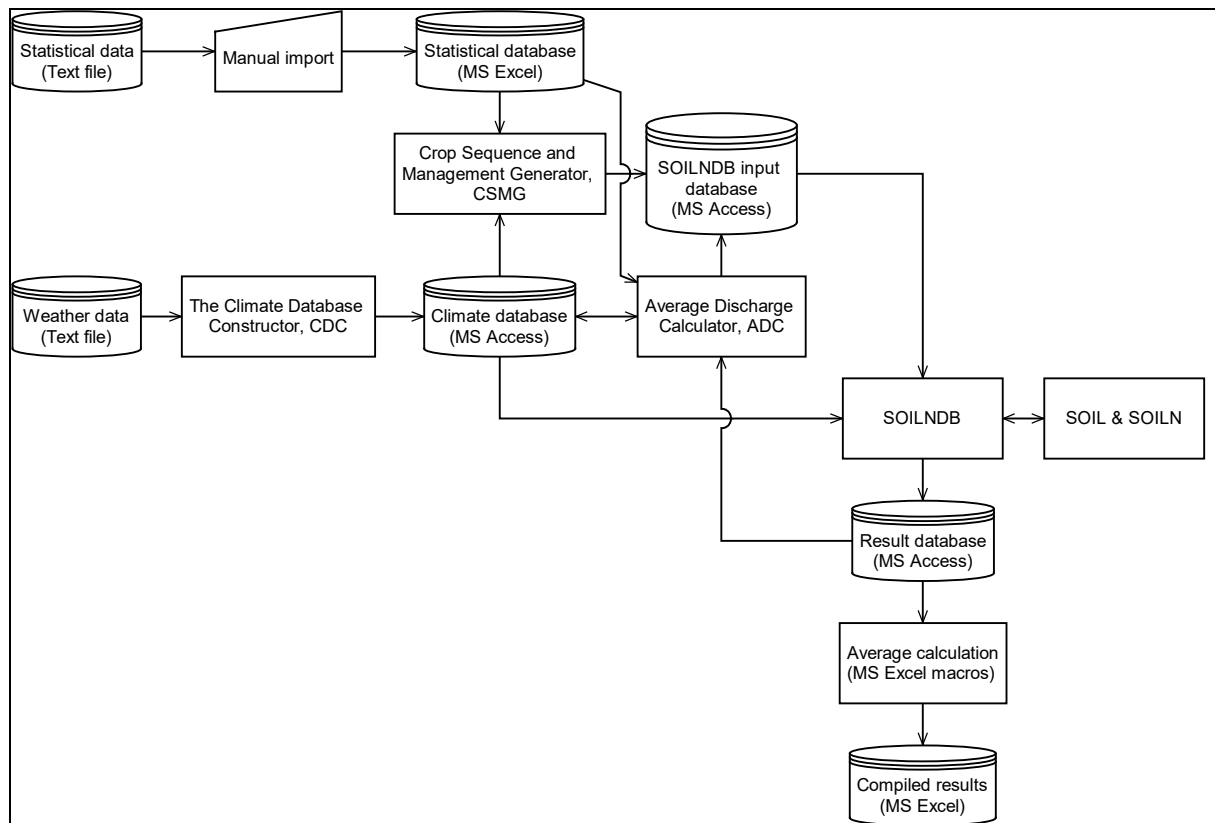 Statistical data
(Text file)
Manual import
Statistical database
(MS Excel)
Crop Sequence and
Management Generator,
CSMG
SOILNDB input
database
(MS Access)
Weather data
(Text file)
The Climate Database
Constructor, CDC
Climate database
(MS Access)
Average Discharge
Calculator, ADC
SOILNDB
SOIL & SOILN
Result database
(MS Access)
Average calculation
(MS Excel macros)
Compiled results
(MS Excel)